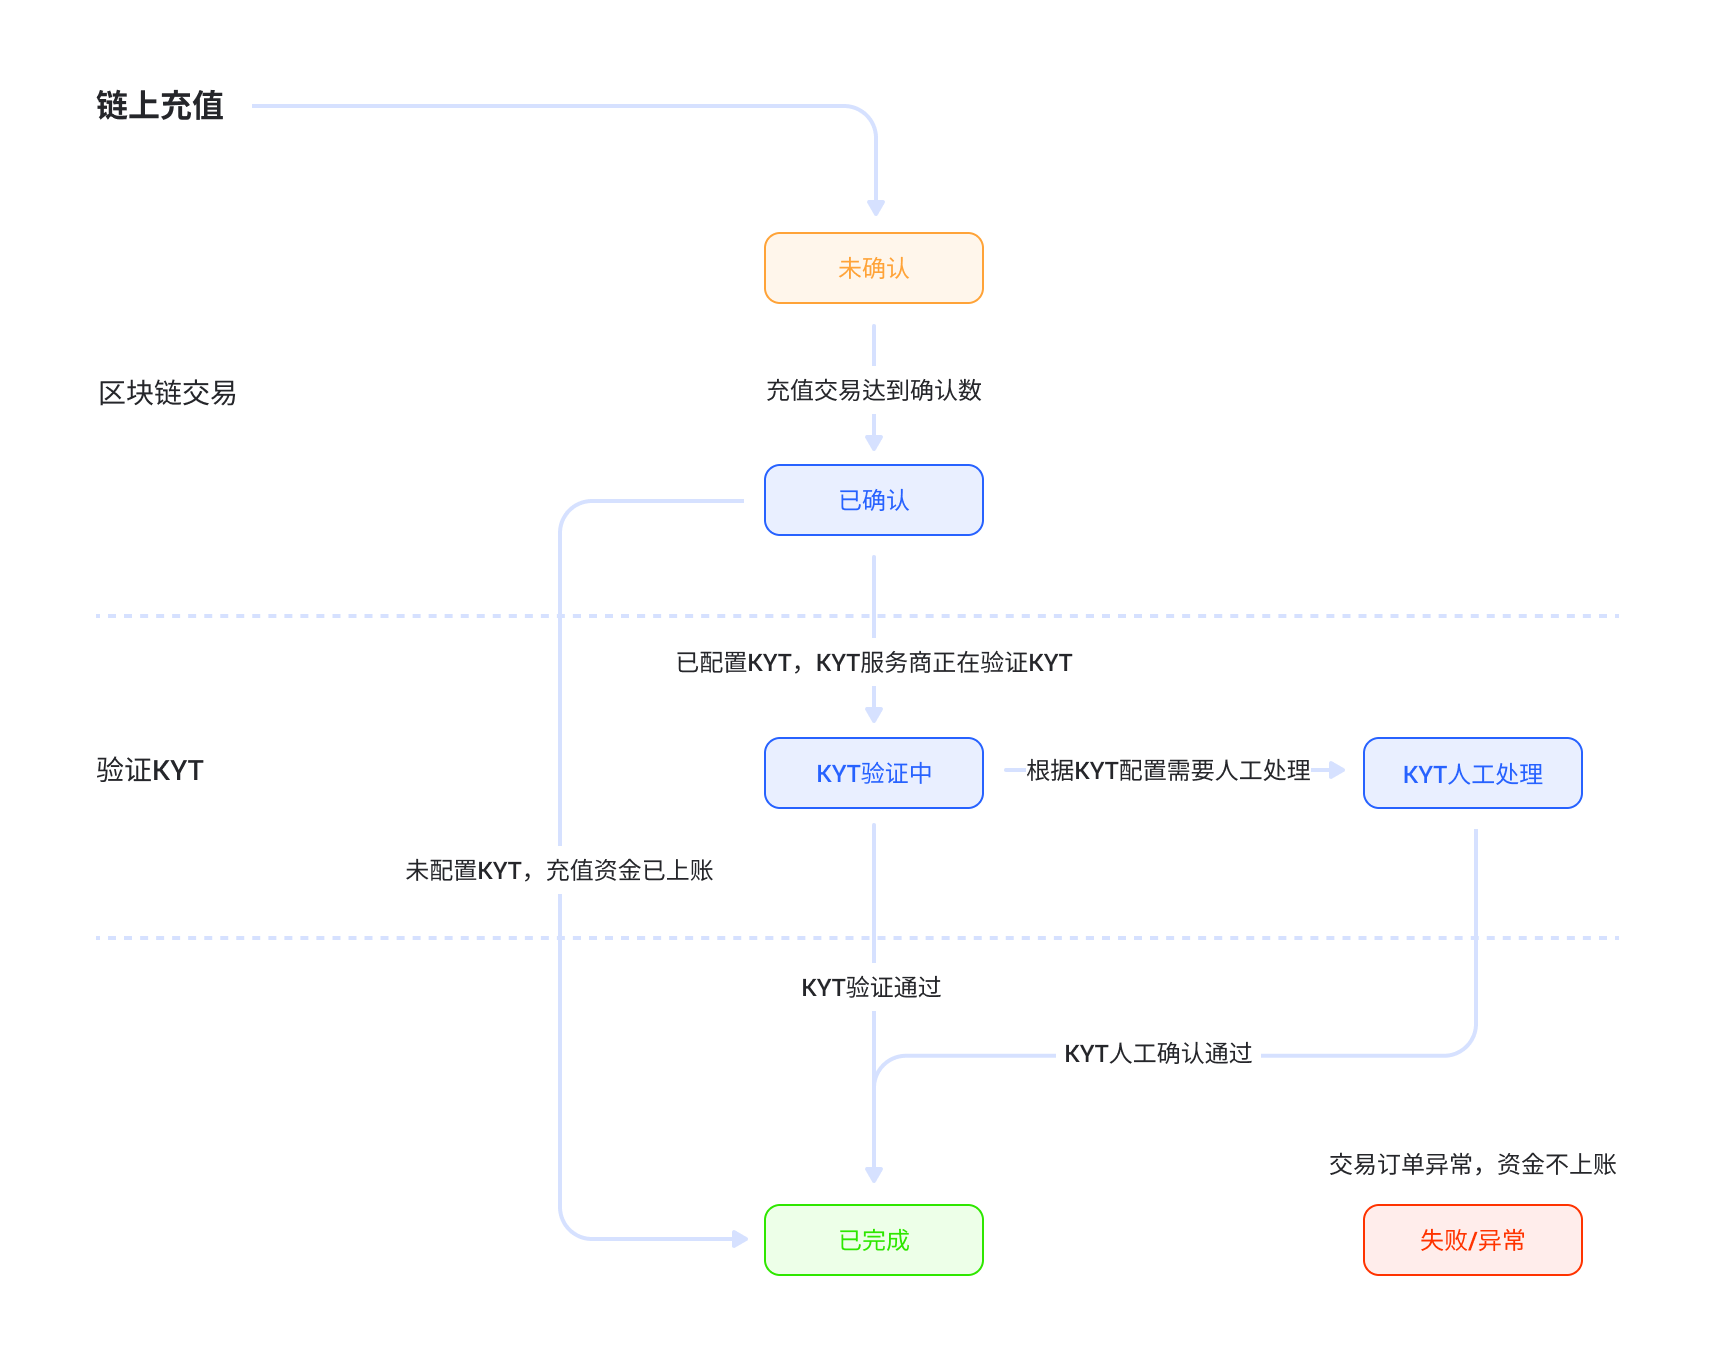 链上充值
未确认
区块链交易
充值交易达到确认数
已确认
已配置KYT，KYT服务商正在验证KYT
验证KYT
KYT验证中
根据KYT配置需要人工处理
KYT人工处理
未配置KYT，充值资金已上账
KYT验证通过
KYT人工确认通过
交易订单异常，资金不上账
已完成
失败/异常